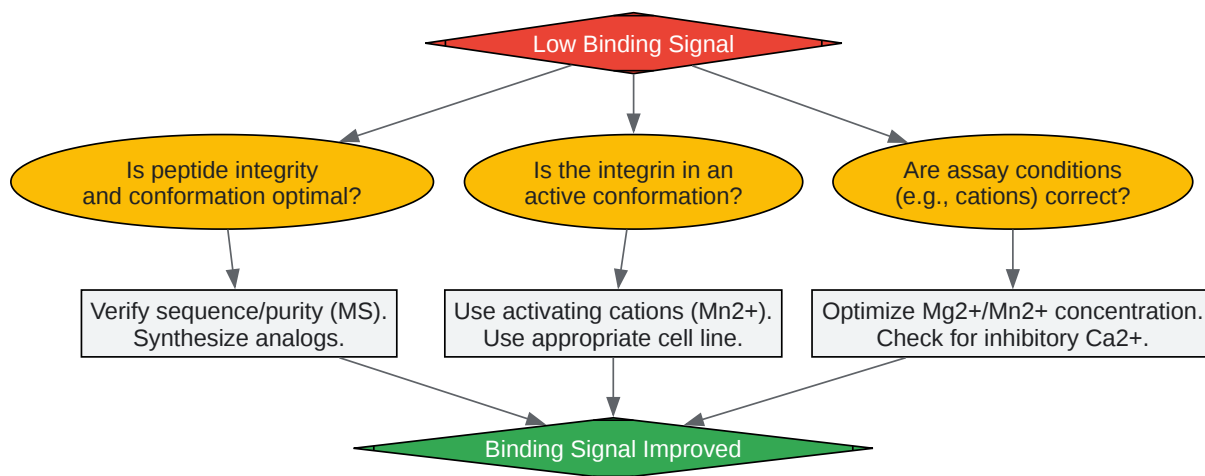 Low Binding Signal
Is peptide integrity
and conformation optimal?
Is the integrin in an
active conformation?
Are assay conditions
(e.g., cations) correct?
Verify sequence/purity (MS).
Synthesize analogs.
Use activating cations (Mn2+).
Use appropriate cell line.
Optimize Mg2+/Mn2+ concentration.
Check for inhibitory Ca2+.
Binding Signal Improved